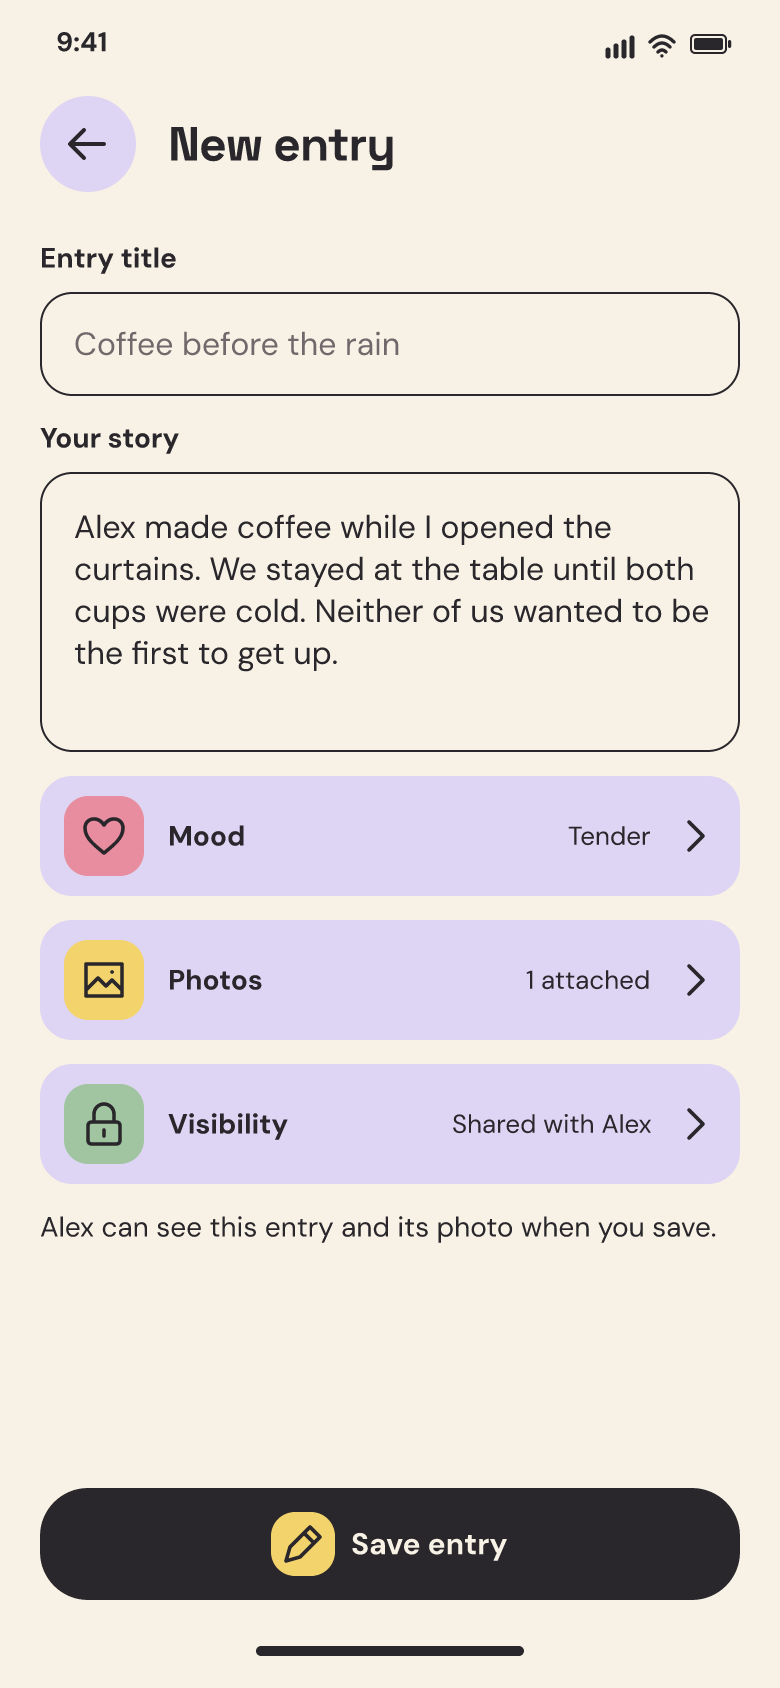 9:41
New entry
Entry title
Coffee before the rain
Your story
Alex made coffee while I opened the
curtains. We stayed at the table until both
cups were cold. Neither of us wanted to be
the first to get up.
Mood
Tender
Photos
1 attached
Visibility
Shared with Alex
Alex can see this entry and its photo when you save.
Save entry